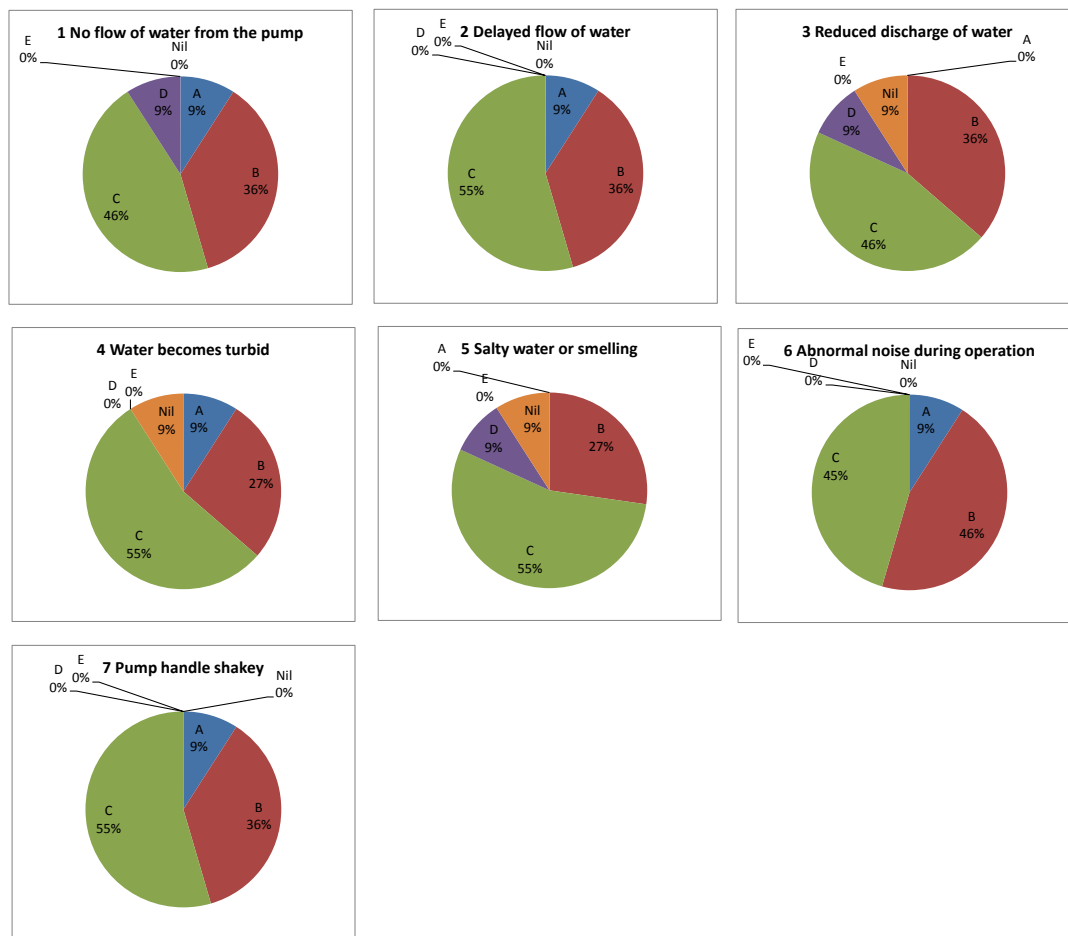 1 No flow of water from the pump
E
0%
Nil
0%
D
9%
A
9%
B
36%
C
46%
2 Delayed flow of water
E
0%
D
0%
Nil
0%
A
9%
B
36%
C
55%
3 Reduced discharge of water
A
0%
E
0%
Nil
9%
D
9%
B
36%
C
46%
4 Water becomes turbid
E
0%
D
0%
Nil
9%
A
9%
B
27%
C
55%
5 Salty water or smelling
A
0%
E
0%
Nil
9%
D
9%
B
27%
C
55%
6 Abnormal noise during operation
E
0%
D
0%
Nil
0%
A
9%
C
45%
B
46%
7 Pump handle shakey
E
0%
D
0%
Nil
0%
A
9%
B
36%
C
55%